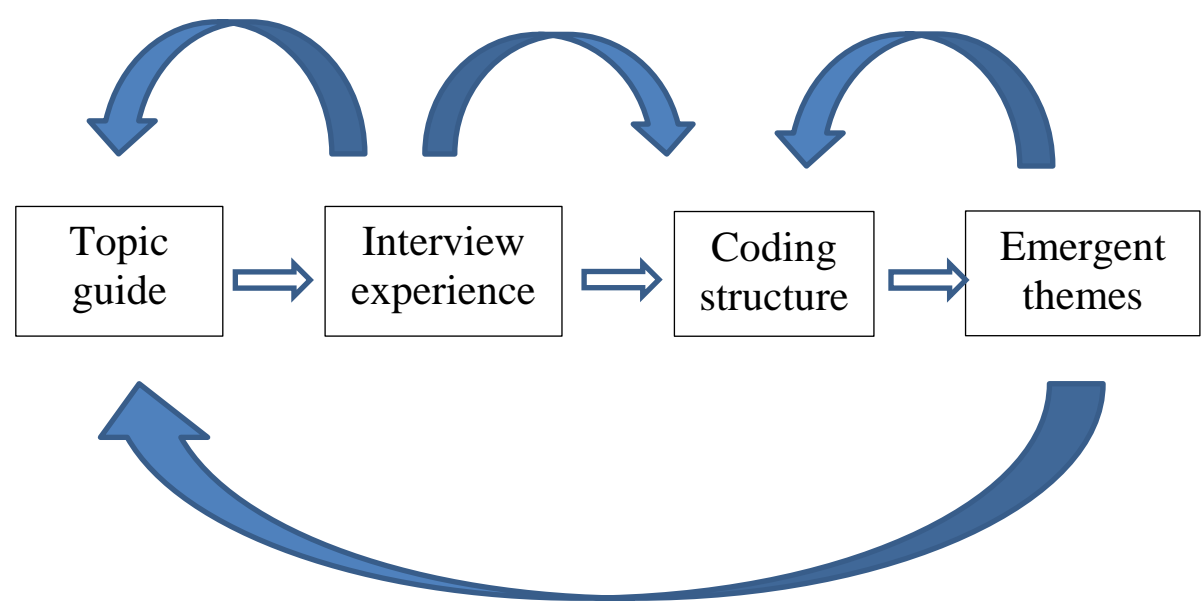 Topic
guide
Interview
experience
Coding
structure
Emergent
themes